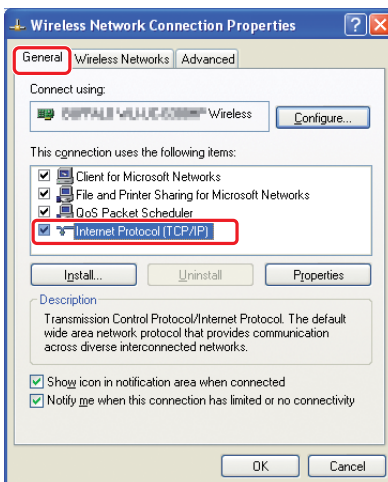 Wireless Network Connection Properties
General Wireless Networks Advanced
Connect using:
Wireless
Configure...
This connection uses the following items:
Client for Microsoft Networks
File and Printer Sharing for Microsoft Networks
QoS Packet Scheduler
Internet Protocol (TCP/IP)
Install... Uninstall Properties
Description
Transmission Control Protocol/Internet Protocol. The default
wide area network protocol that provides communication
across diverse interconnected networks.
Show icon in notification area when connected
Notify me when this connection has limited or no connectivity
OK Cancel